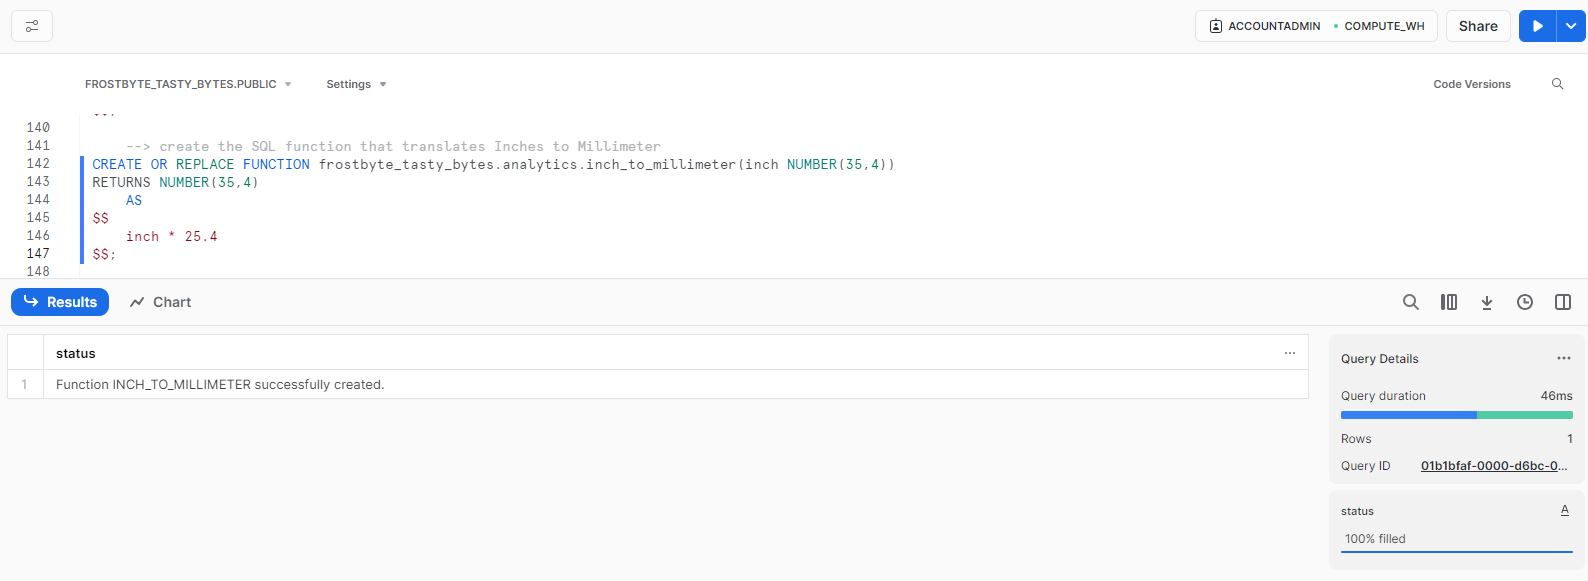 ACCOUNTADMIN • COMPUTE_WH
Share
FROSTBYTE_TASTY_BYTES.PUBLIC
Settings
Code Versions
140
141 --> create the SQL function that translates Inches to Millimeter
142 CREATE OR REPLACE FUNCTION frostbyte_tasty_bytes.analytics.inch_to_millimeter(inch NUMBER(35,4))
143 RETURNS NUMBER(35,4)
144 AS
145 $$
146 inch * 25.4
147 $$;
148
Results
Chart
status
...
1 Function INCH_TO_MILLIMETER successfully created.
Query Details
...
Query duration 46ms
Rows 1
Query ID 01b1bfaf-0000-d6bc-0...
status A
100% filled